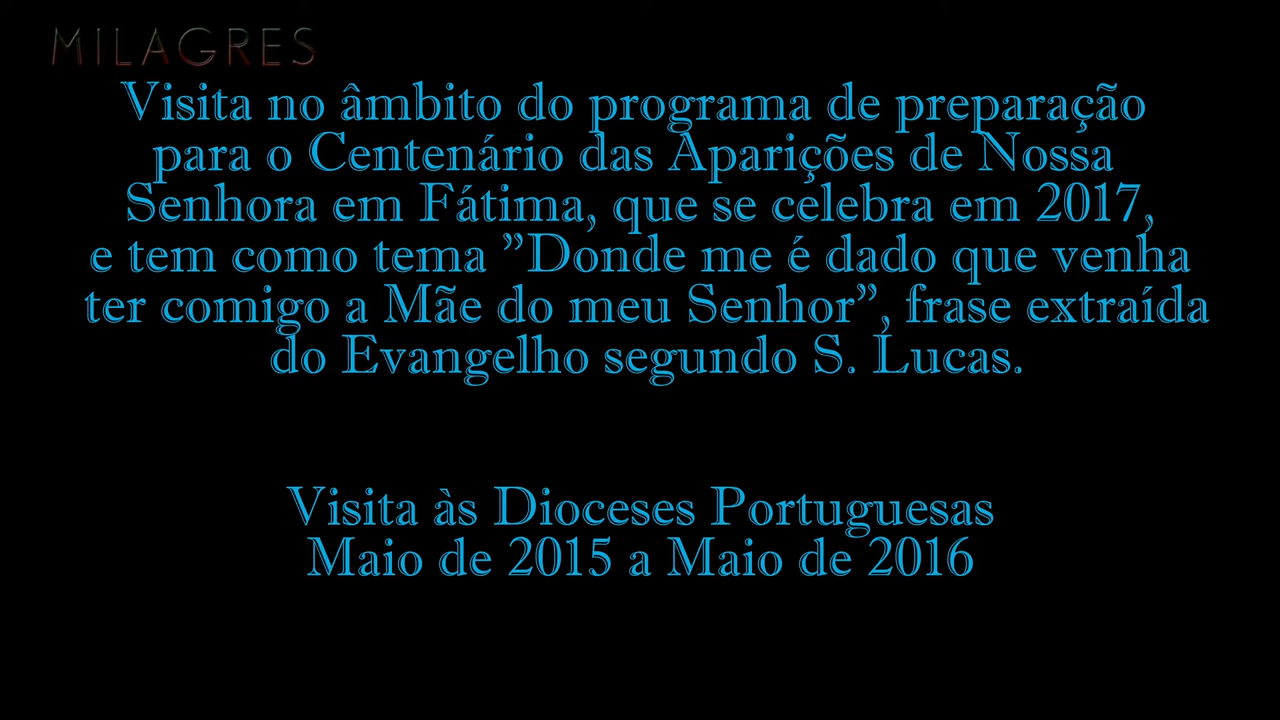 MILAGRES
Visita no âmbito do programa de preparação
para o Centenário das Aparições de Nossa
Senhora em Fátima, que se celebra em 2017,
e tem como tema ”Donde me é dado que venha
ter comigo a Mãe do meu Senhor”, frase extraída
do Evangelho segundo S. Lucas.
Visita às Dioceses Portuguesas
Maio de 2015 a Maio de 2016